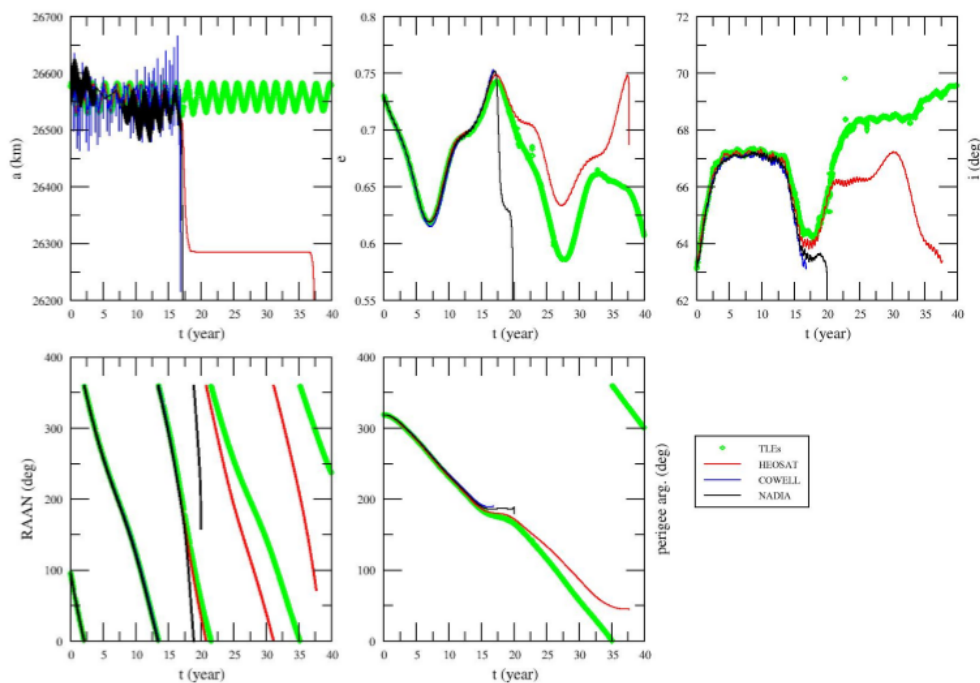 26700
26600
26500
26400
26300
26200
a (km)
0 5 10 15 20 25 30 35 40
t (year)
0.8
0.75
0.7
0.65
0.6
0.55
e
0 5 10 15 20 25 30 35 40
t (year)
72
70
68
66
64
62
i (deg)
0 5 10 15 20 25 30 35 40
t (year)
400
300
200
100
0
RAAN (deg)
0 5 10 15 20 25 30 35 40
t (year)
400
300
200
100
0
perigee arg. (deg)
0 5 10 15 20 25 30 35 40
t (year)
TLEs
HEOSAT
COWELL
NADIA